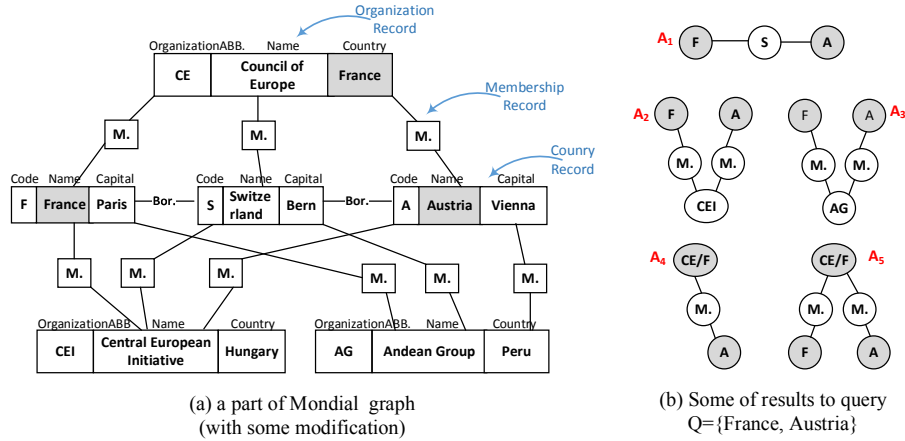 Organization
Record
OrganizationABB. Name Country
CE Council of Europe France
Membership
Record
M. M. M.
Counry
Record
Code Name Capital Code Name Capital Code Name Capital
F France Paris Bor. S Switze rland Bern Bor. A Austria Vienna
M. M. M. M. M. M.
OrganizationABB Name Country OrganizationABB. Name Country
CEI Central European Initiative Hungary AG Andean Group Peru
(a) a part of Mondial graph
(with some modification)
A1 F S A
A2 F A F A A3
M. M. M. M.
CEI AG
A4 CE/F CE/F A5
M. M. M.
A F A
(b) Some of results to query
Q={France, Austria}